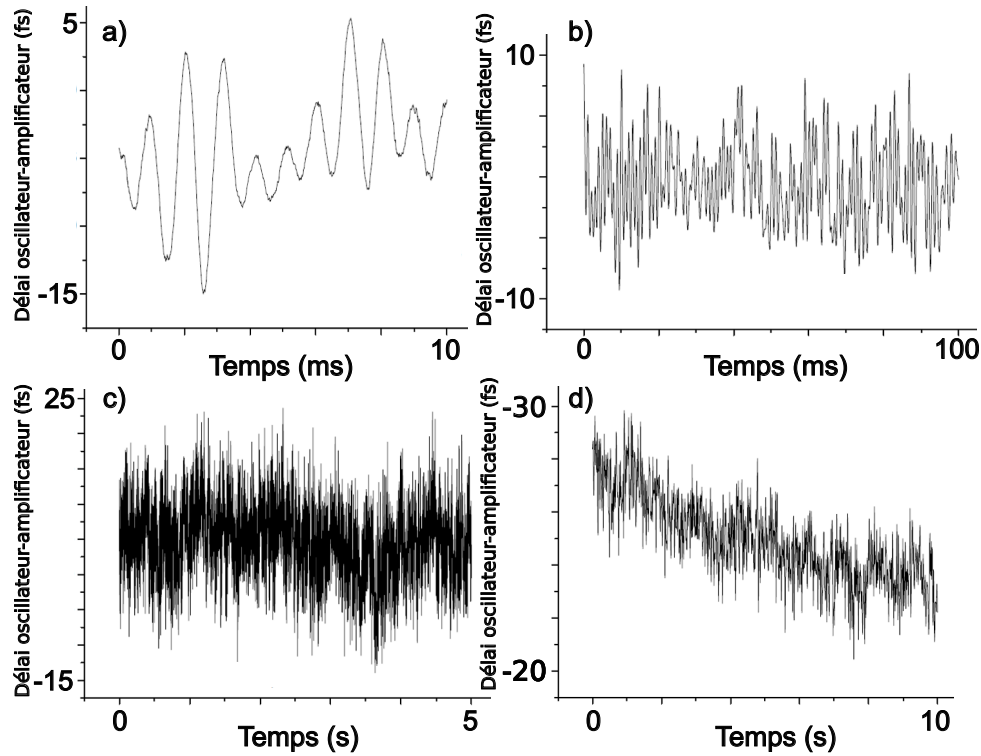 a)
Délai oscillateur-amplificateur (fs)
5
-15
0
10
Temps (ms)
b)
Délai oscillateur-amplificateur (fs)
10
-10
0
100
Temps (ms)
c)
Délai oscillateur-amplificateur (fs)
25
-15
0
5
Temps (s)
d)
Délai oscillateur-amplificateur (fs)
-30
-20
0
10
Temps (s)